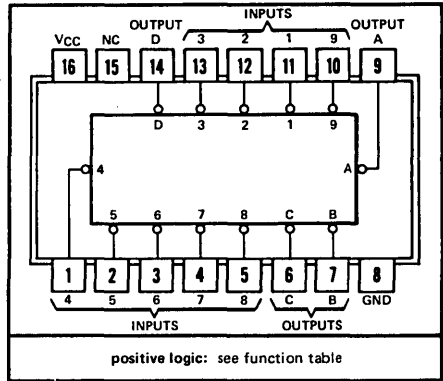 INPUTS
OUTPUT OUTPUT
VCC NC D 3 2 1 9 A
16 15 14 13 12 11 10 9
D 3 2 1 9
4 A
5 6 7 8 C B
1 2 3 4 5 6 7 8
4 5 6 7 8 C B GND
INPUTS OUTPUTS
positive logic: see function table